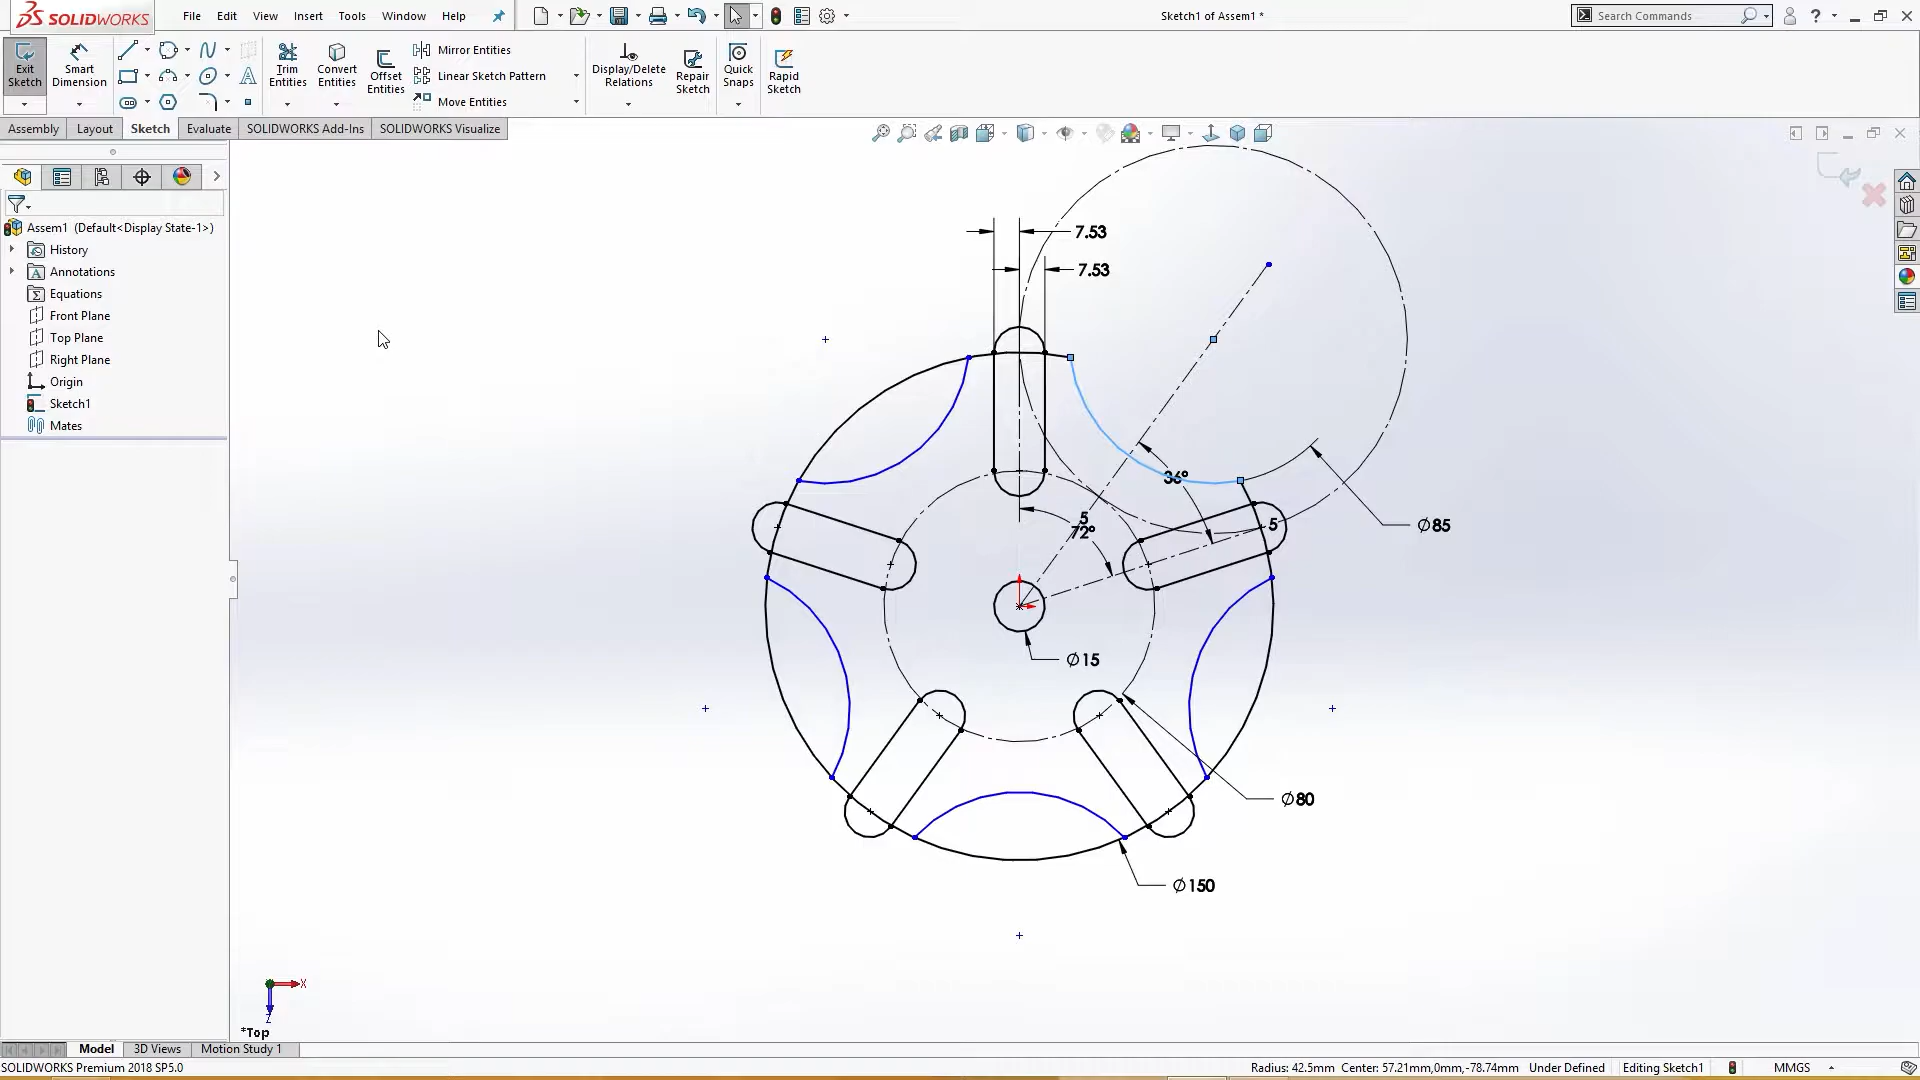 SOLIDWORKS
File Edit View Insert Tools Window Help
Sketch1 of Assem1 *
Search Commands
?
Exit Sketch
Smart Dimension
Trim Entities
Convert Entities
Offset Entities
Mirror Entities
Linear Sketch Pattern
Move Entities
Display/Delete Relations
Repair Sketch
Quick Snaps
Rapid Sketch
Assembly Layout Sketch Evaluate SOLIDWORKS Add-Ins SOLIDWORKS Visualize
Assem1 (Default<Display State-1>)
History
Annotations
Equations
Front Plane
Top Plane
Right Plane
Origin
Sketch1
Mates
7.53
7.53
36°
5
72°
5
∅85
∅15
∅80
∅150
X
Z
*Top
Model 3D Views Motion Study 1
SOLIDWORKS Premium 2018 SP5.0
Radius: 42.5mm Center: 57.21mm,0mm,-78.74mm Under Defined Editing Sketch1 MMGS